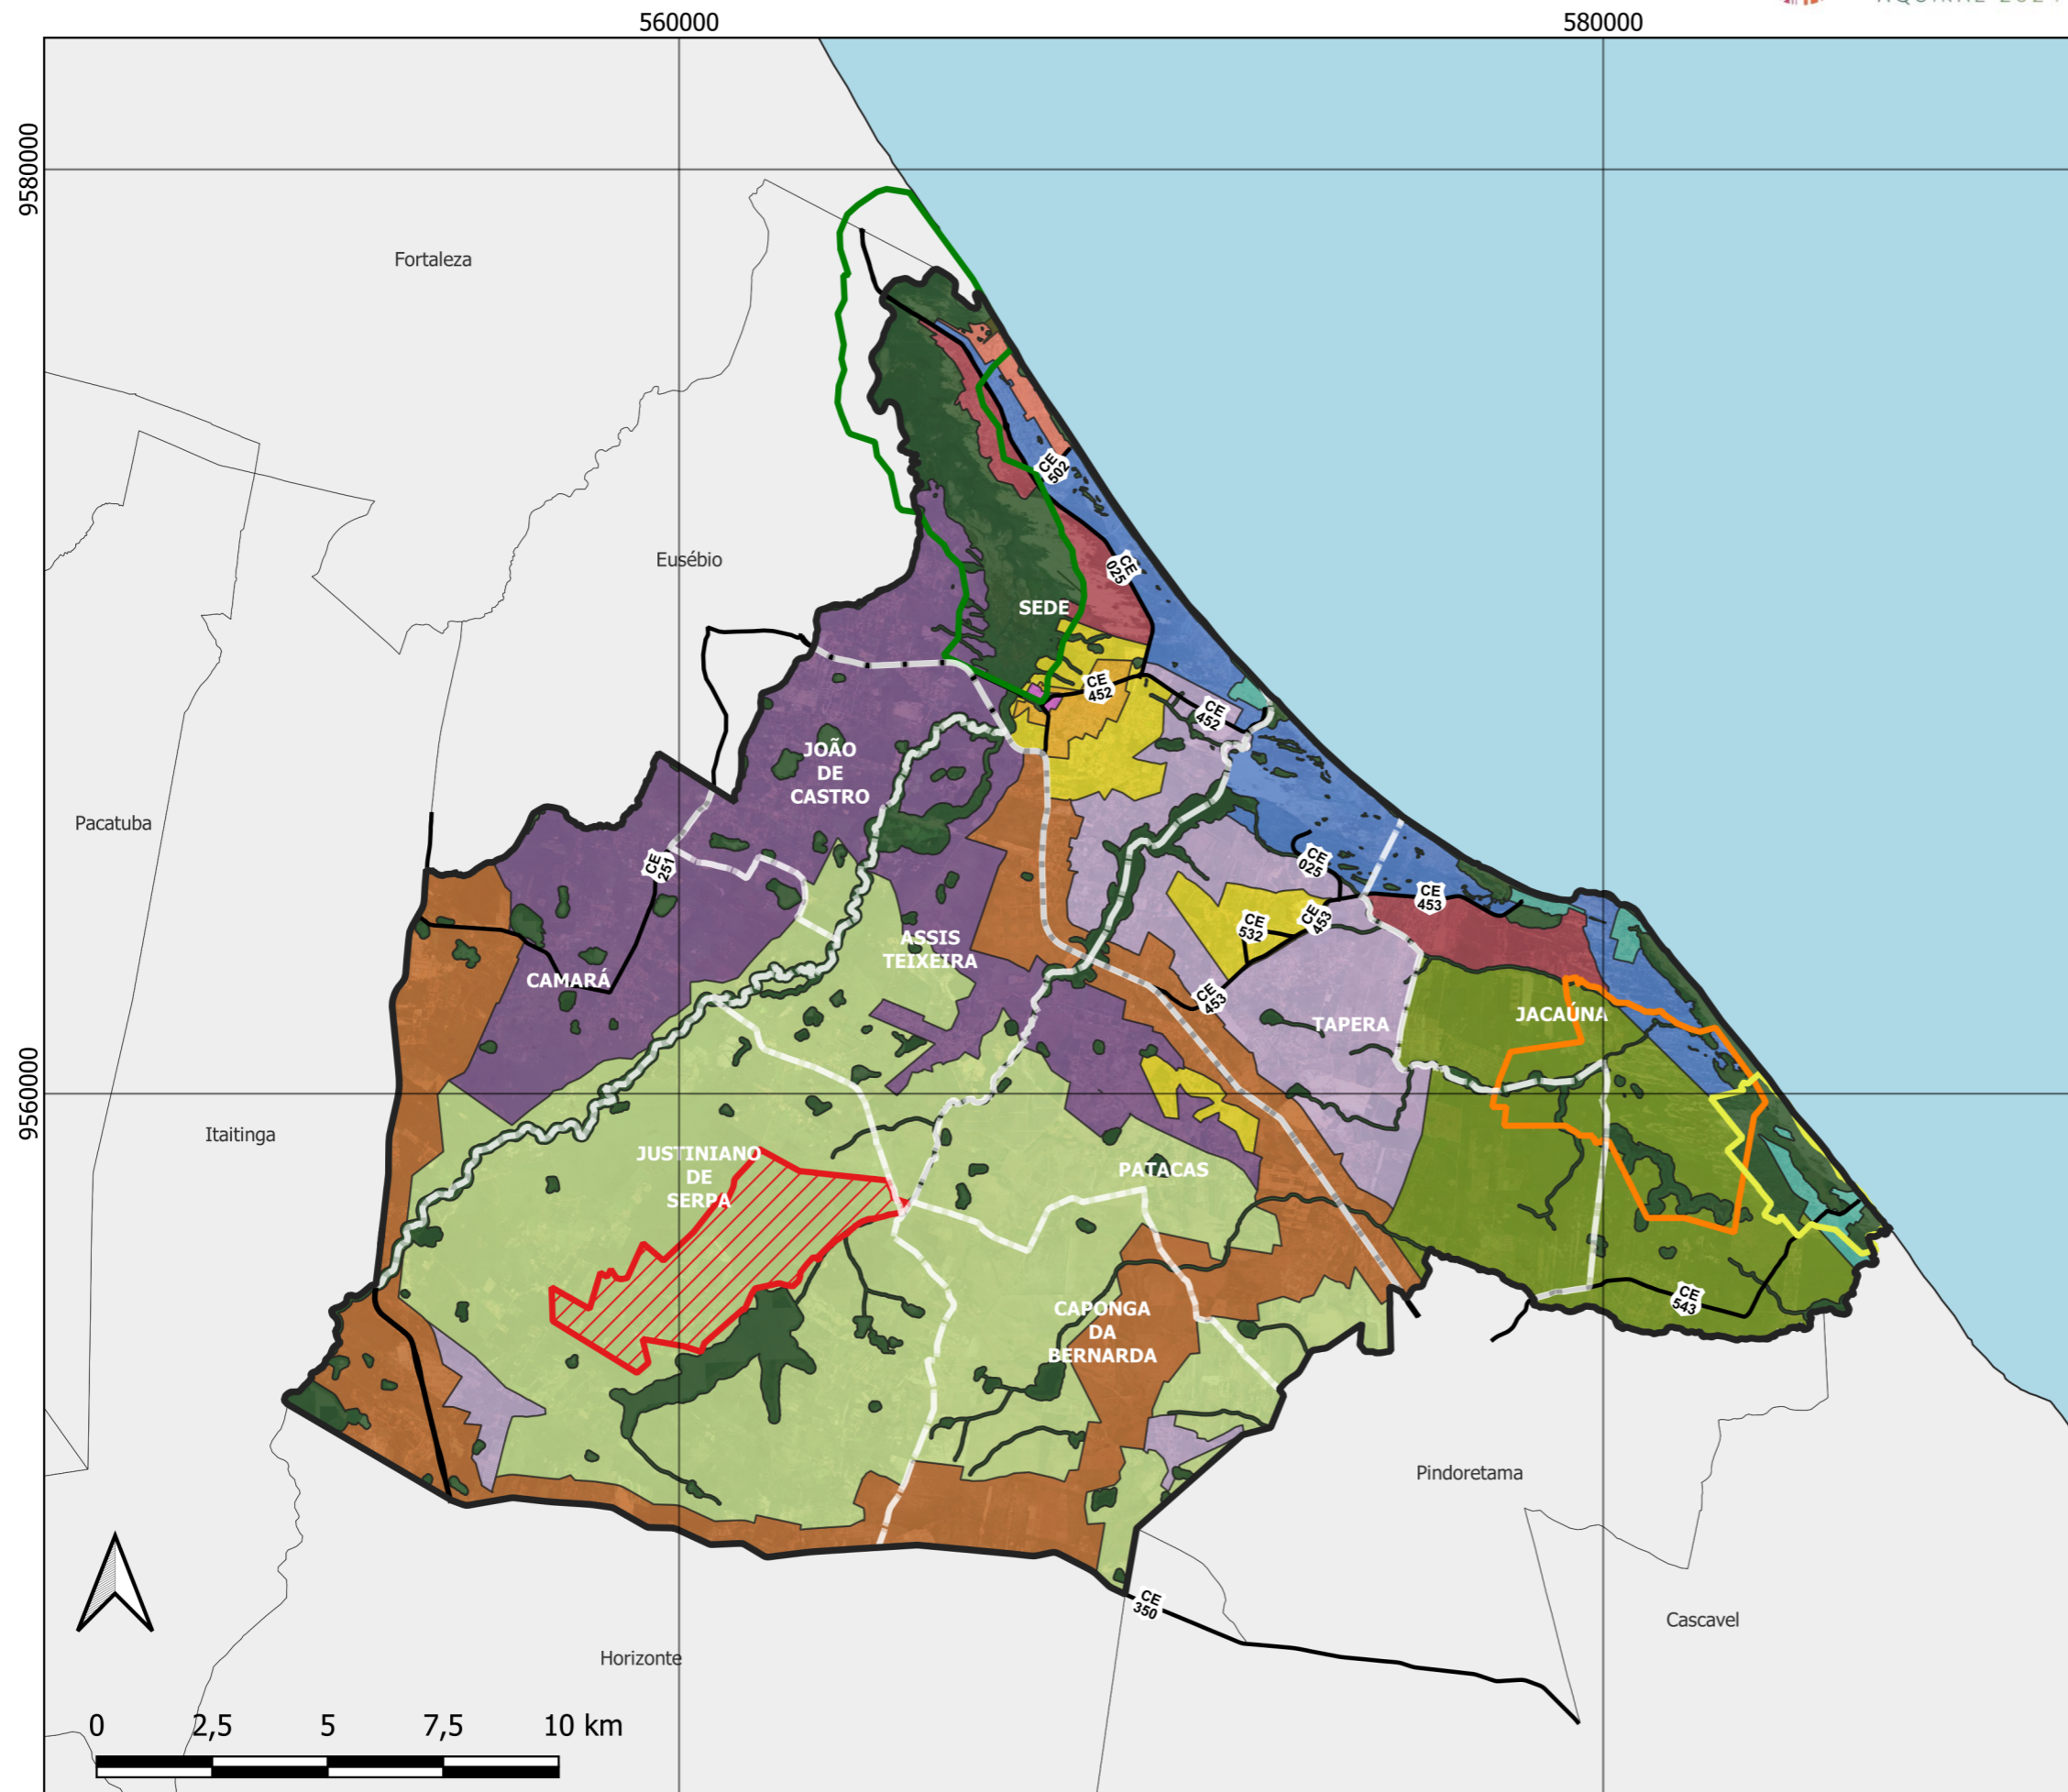 560000
580000
9580000
9560000
Fortaleza
CE
502
Eusébio
CE
025
SEDE
CE
452
CE
452
JOÃO
DE
CASTRO
Pacatuba
CE
251
CE
025
CE
453
CE
453
CE
532
ASSIS
TEIXEIRA
CAMARÁ
CE
453
TAPERA
JACAÚNA
Itaitinga
JUSTINIANO
DE
SERPA
PATACAS
CE
543
CAPONGA
DA
BERNARDA
Pindoretama
CE
350
Cascavel
Horizonte
0 2,5 5 7,5 10 km